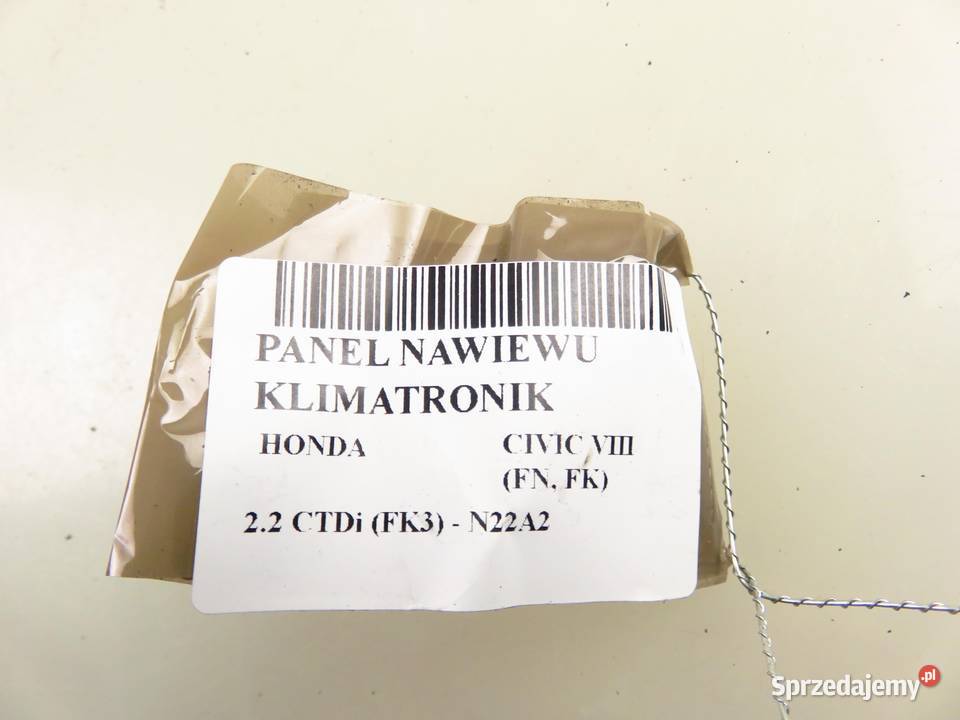 PANEL NAWIEWU
KLIMATRONIK
HONDA CIVIC VIII
(FN, FK)
2.2 CTDi (FK3) - N22A2
Sprzedajemy.pl